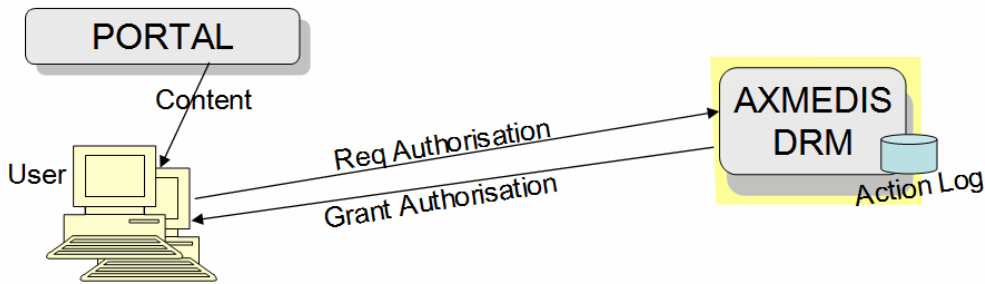 PORTAL
Content
User
Req Authorisation
Grant Authorisation
AXMEDIS
DRM
Action Log